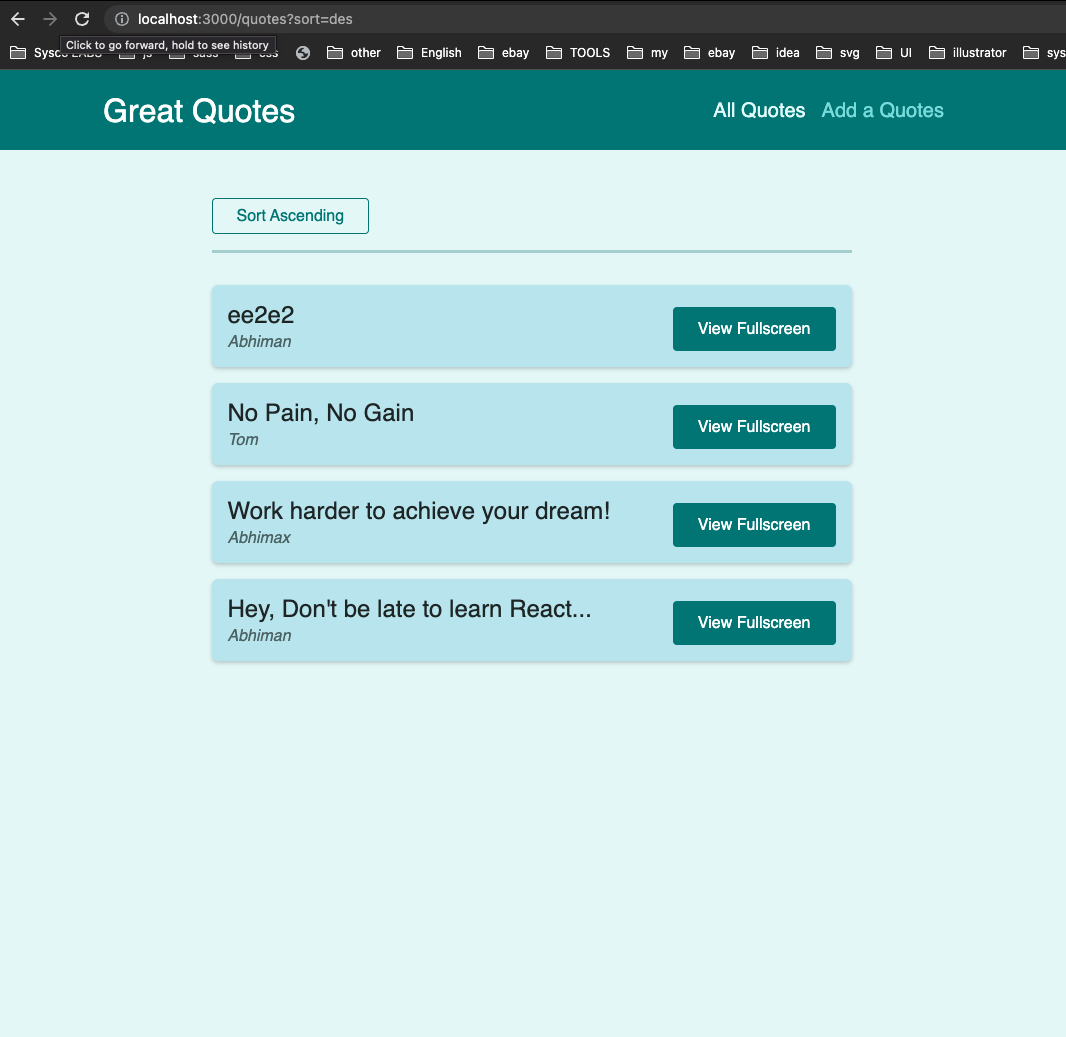 localhost:3000/quotes?sort=des
Click to go forward, hold to see history
other English ebay TOOLS my ebay idea svg UI illustrator sys
Great Quotes All Quotes Add a Quotes
Sort Ascending
ee2e2
Abhiman
View Fullscreen
No Pain, No Gain
Tom
View Fullscreen
Work harder to achieve your dream!
Abhimax
View Fullscreen
Hey, Don't be late to learn React...
Abhiman
View Fullscreen